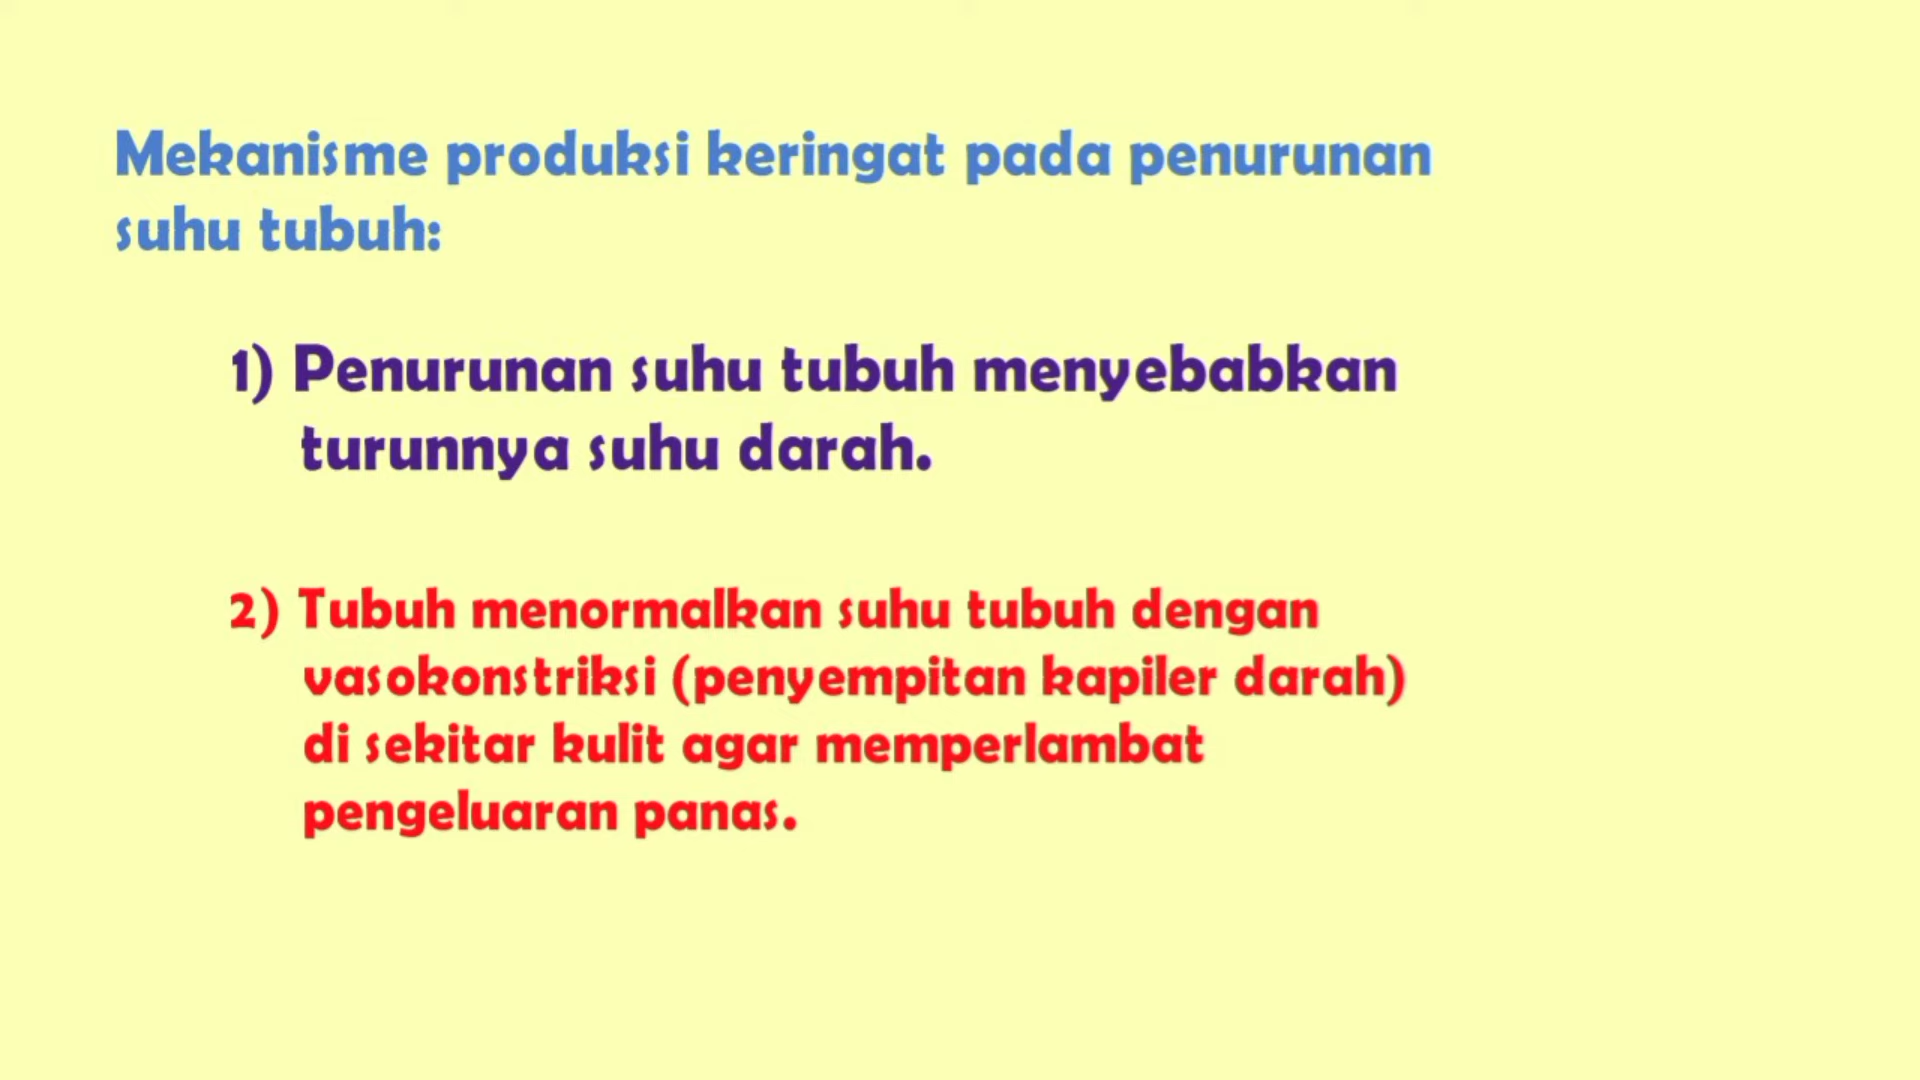 Mekanisme produksi keringat pada penurunan
suhu tubuh:
1) Penurunan suhu tubuh menyebabkan
turunnya suhu darah.
2) Tubuh menormalkan suhu tubuh dengan
vasokonstriksi (penyempitan kapiler darah)
di sekitar kulit agar memperlambat
pengeluaran panas.